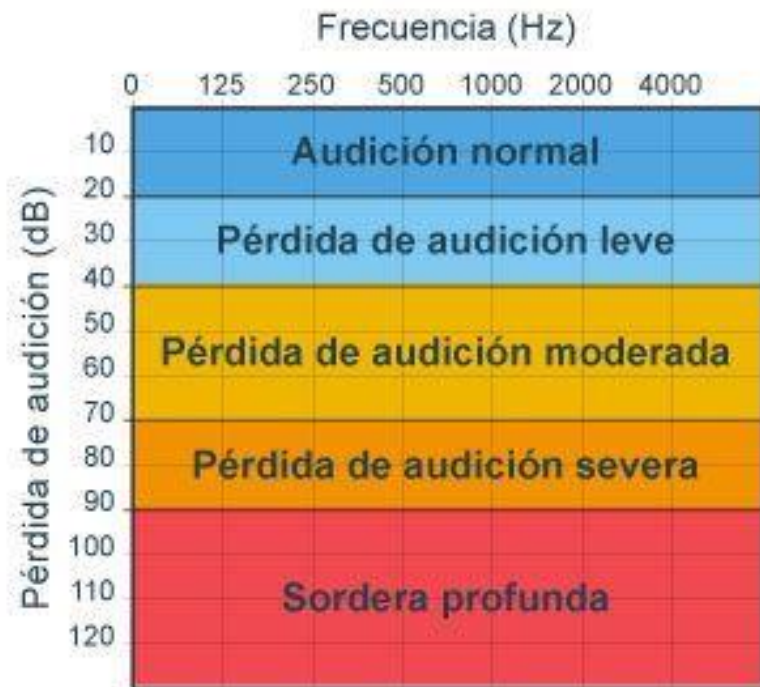 Frecuencia (Hz)
0 125 250 500 1000 2000 4000
Pérdida de audición (dB)
10
20
30
40
50
60
70
80
90
100
110
120
Audición normal
Pérdida de audición leve
Pérdida de audición moderada
Pérdida de audición severa
Sordera profunda